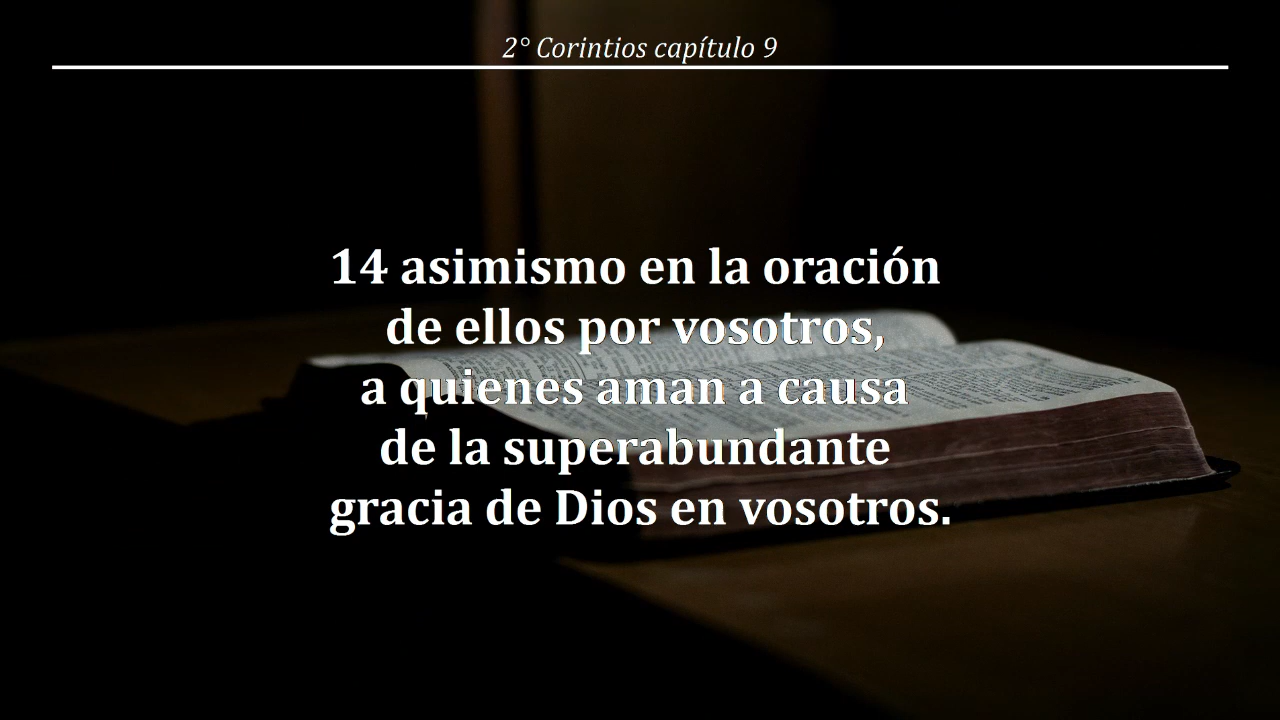 2° Corintios capítulo 9
14 asimismo en la oración
de ellos por vosotros,
a quienes aman a causa
de la superabundante
gracia de Dios en vosotros.